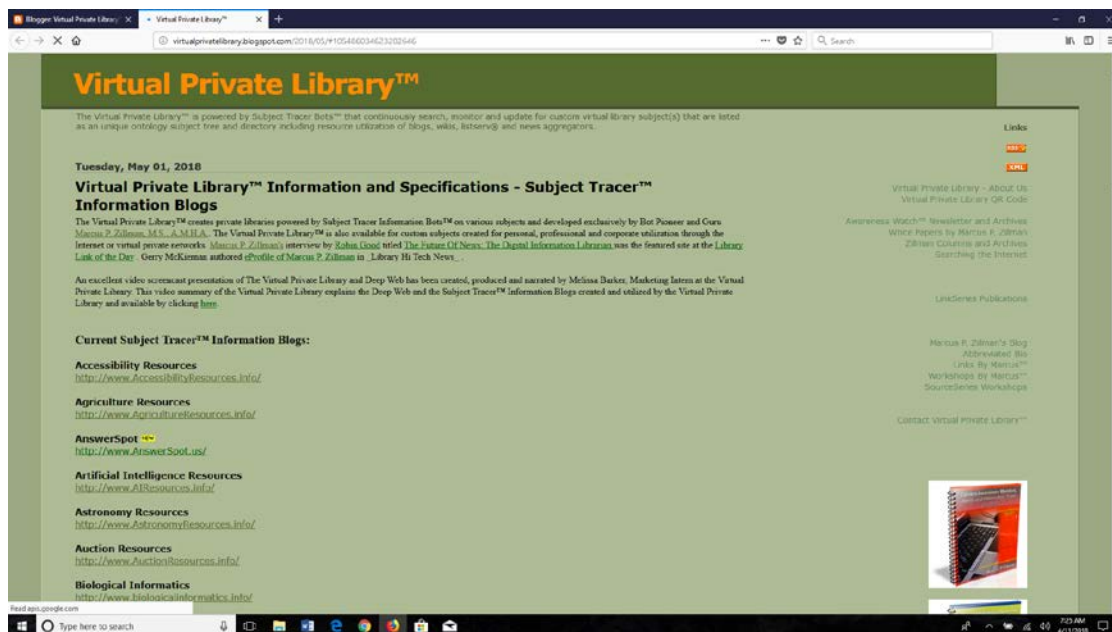 Blogger: Virtual Private Library
Virtual Private Library™
virtualprivatelibrary.blogspot.com/2018/05/#105486034623202646
Search
Virtual Private Library™
The Virtual Private Library™ is powered by Subject Tracer Bots™ that continuously search, monitor and update for custom virtual library subject(s) that are listed
as an unique ontology subject tree and directory including resource utilization of blogs, wikis, listserv® and news aggregators.
Links
XML
Tuesday, May 01, 2018
Virtual Private Library™ Information and Specifications - Subject Tracer™
Information Blogs
The Virtual Private Library™ creates private libraries powered by Subject Tracer Information Bots™ on various subjects and developed exclusively by Bot Pioneer and Guru
Marcus P. Zillman, M.S., A.M.H.A. The Virtual Private Library™ is also available for custom subjects created for personal, professional and corporate utilization through the
Internet or virtual private networks. Marcus P. Zillman's interview by Robin Good titled The Future Of News: The Digital Information Librarian was the featured site at the Library
Link of the Day . Gerry McKiernan authored eProfile of Marcus P. Zillman in _Library Hi Tech News_ .
An excellent video screencast presentation of The Virtual Private Library and Deep Web has been created, produced and narrated by Melissa Barker, Marketing Intern at the Virtual
Private Library. This video summary of the Virtual Private Library explains the Deep Web and the Subject Tracer™ Information Blogs created and utilized by the Virtual Private
Library and available by clicking here.
Current Subject Tracer™ Information Blogs:
Accessibility Resources
http://www.AccessibilityResources.info/
Agriculture Resources
http://www.AgricultureResources.info/
AnswerSpot NEW
http://www.AnswerSpot.us/
Artificial Intelligence Resources
http://www.AIResources.info/
Astronomy Resources
http://www.AstronomyResources.info/
Auction Resources
http://www.AuctionResources.info/
Biological Informatics
http://www.biologicalinformatics.info/
Virtual Private Library - About Us
Virtual Private Library QR Code
Awareness Watch™ Newsletter and Archives
White Papers by Marcus P. Zillman
Zillman Columns and Archives
Searching the Internet
LinkSeries Publications
Marcus P. Zillman's Blog
Abbreviated Bio
Links By Marcus™
Workshops By Marcus™
SourceSeries Workshops
Contact Virtual Private Library™
Read apis.google.com
Type here to search
7:25 AM